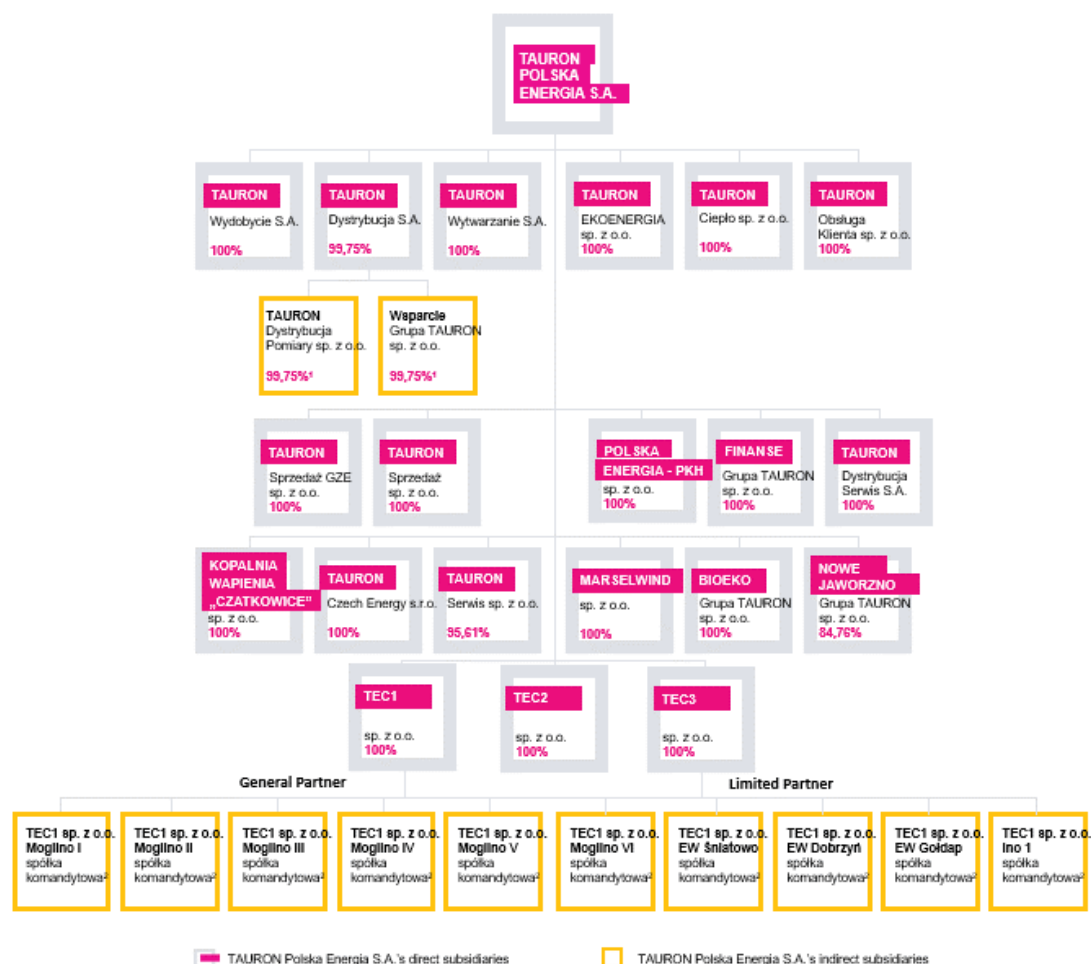 TAURON
POLSKA
ENERGIA S.A.
TAURON
Wydobycie S.A.
100%
TAURON
Dystrybucja S.A.
99,75%
TAURON
Wytwarzanie S.A.
100%
TAURON
EKOENERGIA
sp. z o.o.
100%
TAURON
Ciepło sp. z o.o.
100%
TAURON
Obsługa
Klienta sp. z o.o.
100%
TAURON
Dystrybucja
Pomiary sp. z o.o.
99,75%¹
Wsparcie
Grupa TAURON
sp. z o.o.
99,75%¹
TAURON
Sprzedaż GZE
sp. z o.o.
100%
TAURON
Sprzedaż
sp. z o.o.
100%
POLSKA
ENERGIA - PKH
sp. z o.o.
100%
FINANSE
Grupa TAURON
sp. z o.o.
100%
TAURON
Dystrybucja
Serwis S.A.
100%
KOPALNIA
WAPIENIA
„CZATKOWICE”
sp. z o.o.
100%
TAURON
Czech Energy s.r.o.
100%
TAURON
Serwis sp. z o.o.
95,61%
MARSELWIND
sp. z o.o.
100%
BIOEKO
Grupa TAURON
sp. z o.o.
100%
NOWE
JAWORZNO
Grupa TAURON
sp. z o.o.
84,76%
TEC1
sp. z o.o.
100%
TEC2
sp. z o.o.
100%
TEC3
sp. z o.o.
100%
General Partner
Limited Partner
TEC1 sp. z o.o.
Mogilno I
spółka
komandytowa²
TEC1 sp. z o.o.
Mogilno II
spółka
komandytowa²
TEC1 sp. z o.o.
Mogilno III
spółka
komandytowa²
TEC1 sp. z o.o.
Mogilno IV
spółka
komandytowa²
TEC1 sp. z o.o.
Mogilno V
spółka
komandytowa²
TEC1 sp. z o.o.
Mogilno VI
spółka
komandytowa²
TEC1 sp. z o.o.
EW Śniatowo
spółka
komandytowa²
TEC1 sp. z o.o.
EW Dobrzyń
spółka
komandytowa²
TEC1 sp. z o.o.
EW Gołdap
spółka
komandytowa²
TEC1 sp. z o.o.
Ino 1
spółka
komandytowa²
TAURON Polska Energia S.A.'s direct subsidiaries
TAURON Polska Energia S.A.'s indirect subsidiaries